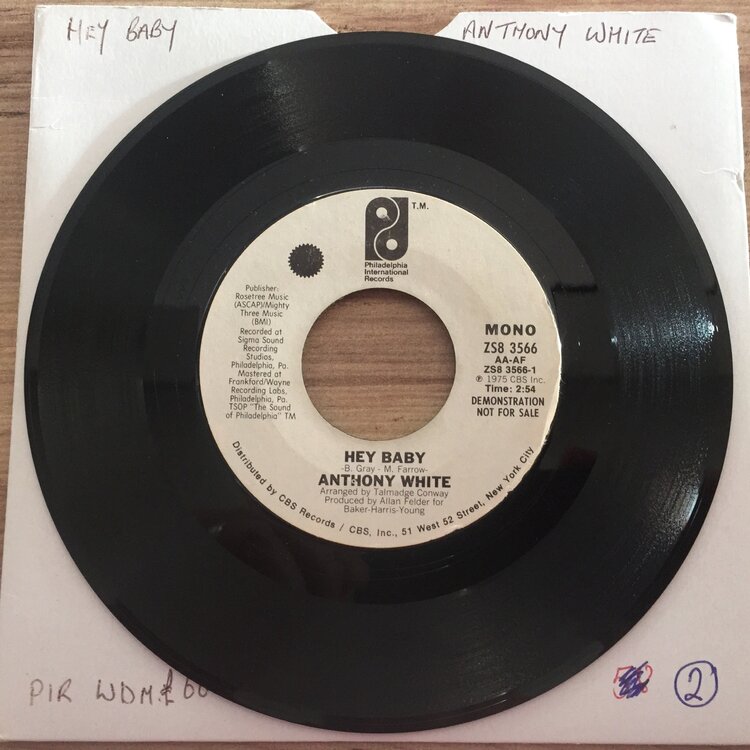 HEY BABY
ANTHONY WHITE
T.M.
Philadelphia
International
Records
Publisher:
Rosetree Music
(ASCAP)/Mighty
Three Music
(BMI)
Recorded at
Sigma Sound
Recording
Studios,
Philadelphia, Pa.
Mastered at
Frankford/Wayne
Recording Labs,
Philadelphia, Pa.
TSOP "The Sound
of Philadelphia" TM
MONO
ZS8 3566
AA-AF
ZS8 3566-1
℗ 1975 CBS Inc.
Time: 2:54
DEMONSTRATION
NOT FOR SALE
HEY BABY
-B. Gray - M. Farrow-
ANTHONY WHITE
Arranged by Talmadge Conway
Produced by Allan Felder for
Baker-Harris-Young
Distributed by CBS Records / CBS, Inc., 51 West 52 Street, New York City
PIR WDM £60
2